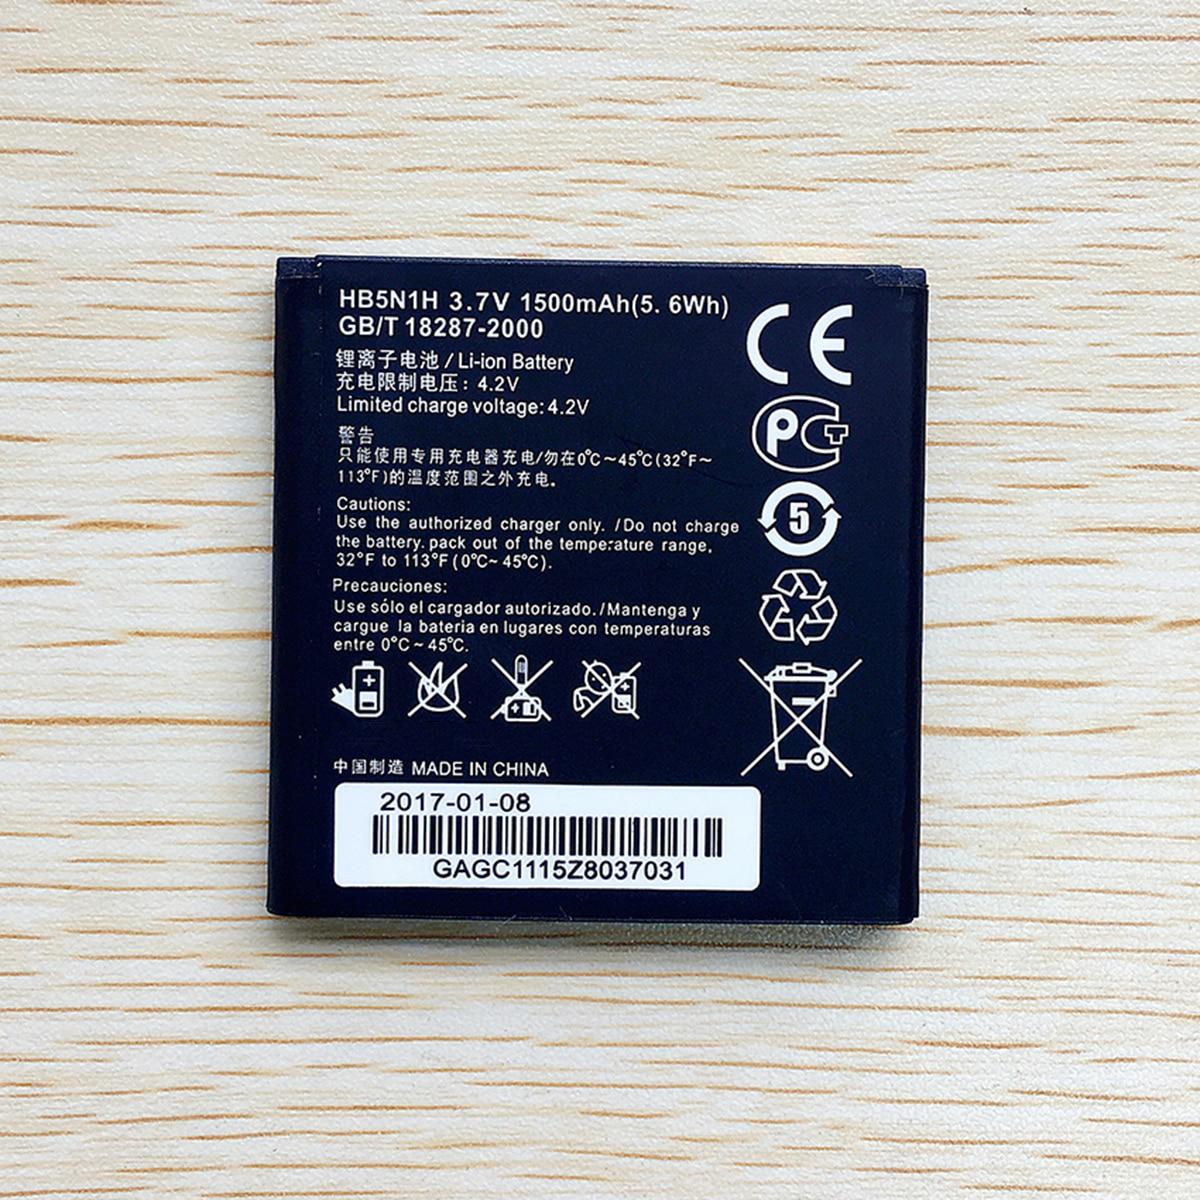 HB5N1H 3.7V 1500mAh(5. 6Wh)
GB/T 18287-2000
锂离子电池 / Li-ion Battery
充电限制电压: 4.2V
Limited charge voltage: 4.2V
警告
只能使用专用充电器充电/勿在0℃～45℃(32°F～
113°F)的温度范围之外充电。
Cautions:
Use the authorized charger only. /Do not charge
the battery. pack out of the temperature range,
32°F to 113°F (0℃~ 45℃).
Precauciones:
Use sólo el cargador autorizado. /Mantenga y
cargue la bateria en lugares con temperaturas
entre 0℃ ~ 45℃.
中国制造 MADE IN CHINA
2017-01-08
GAGC1115Z8037031
CE
PCT
5